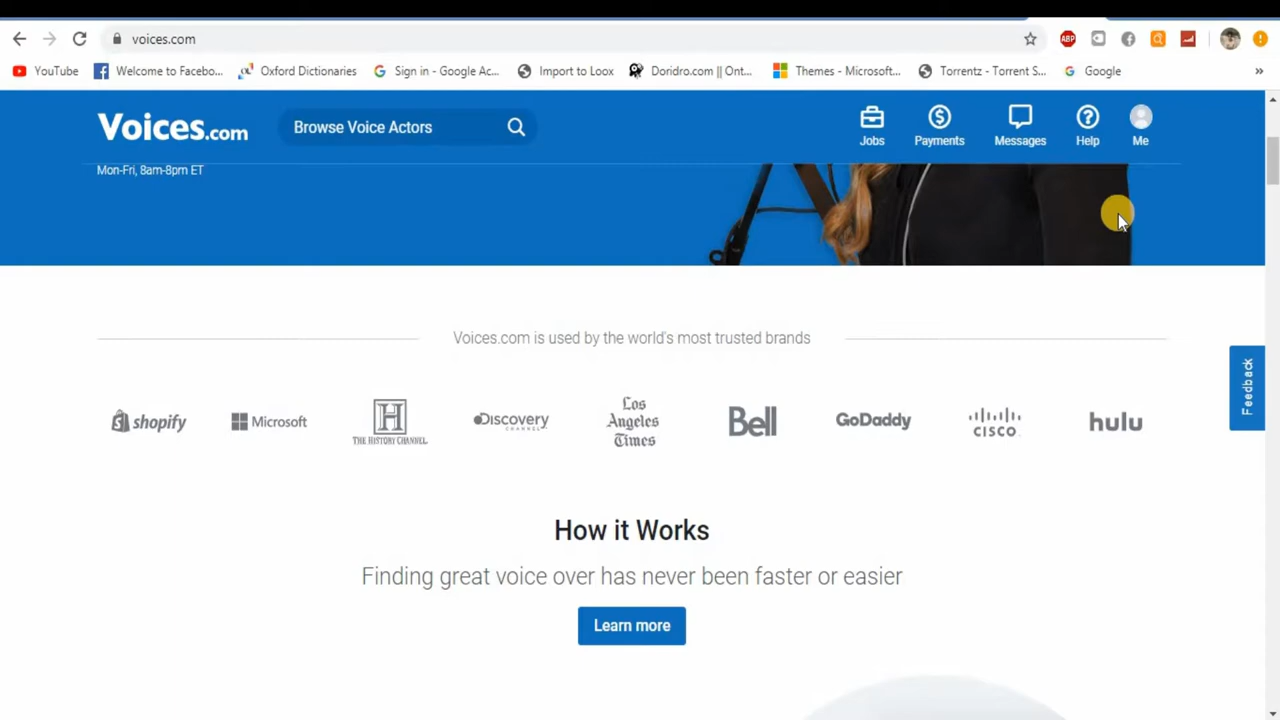 voices.com
ABP
YouTube
Welcome to Facebo...
Oxford Dictionaries
Sign in - Google Ac...
Import to Loox
Doridro.com || Ont...
Themes - Microsoft...
Torrentz - Torrent S...
Google
»
Voices.com
Browse Voice Actors
Jobs
Payments
Messages
Help
Me
Mon-Fri, 8am-8pm ET
Voices.com is used by the world's most trusted brands
shopify
Microsoft
H
THE HISTORY CHANNEL
Discovery
CHANNEL
Los
Angeles
Times
Bell
GoDaddy
CISCO
hulu
Feedback
How it Works
Finding great voice over has never been faster or easier
Learn more